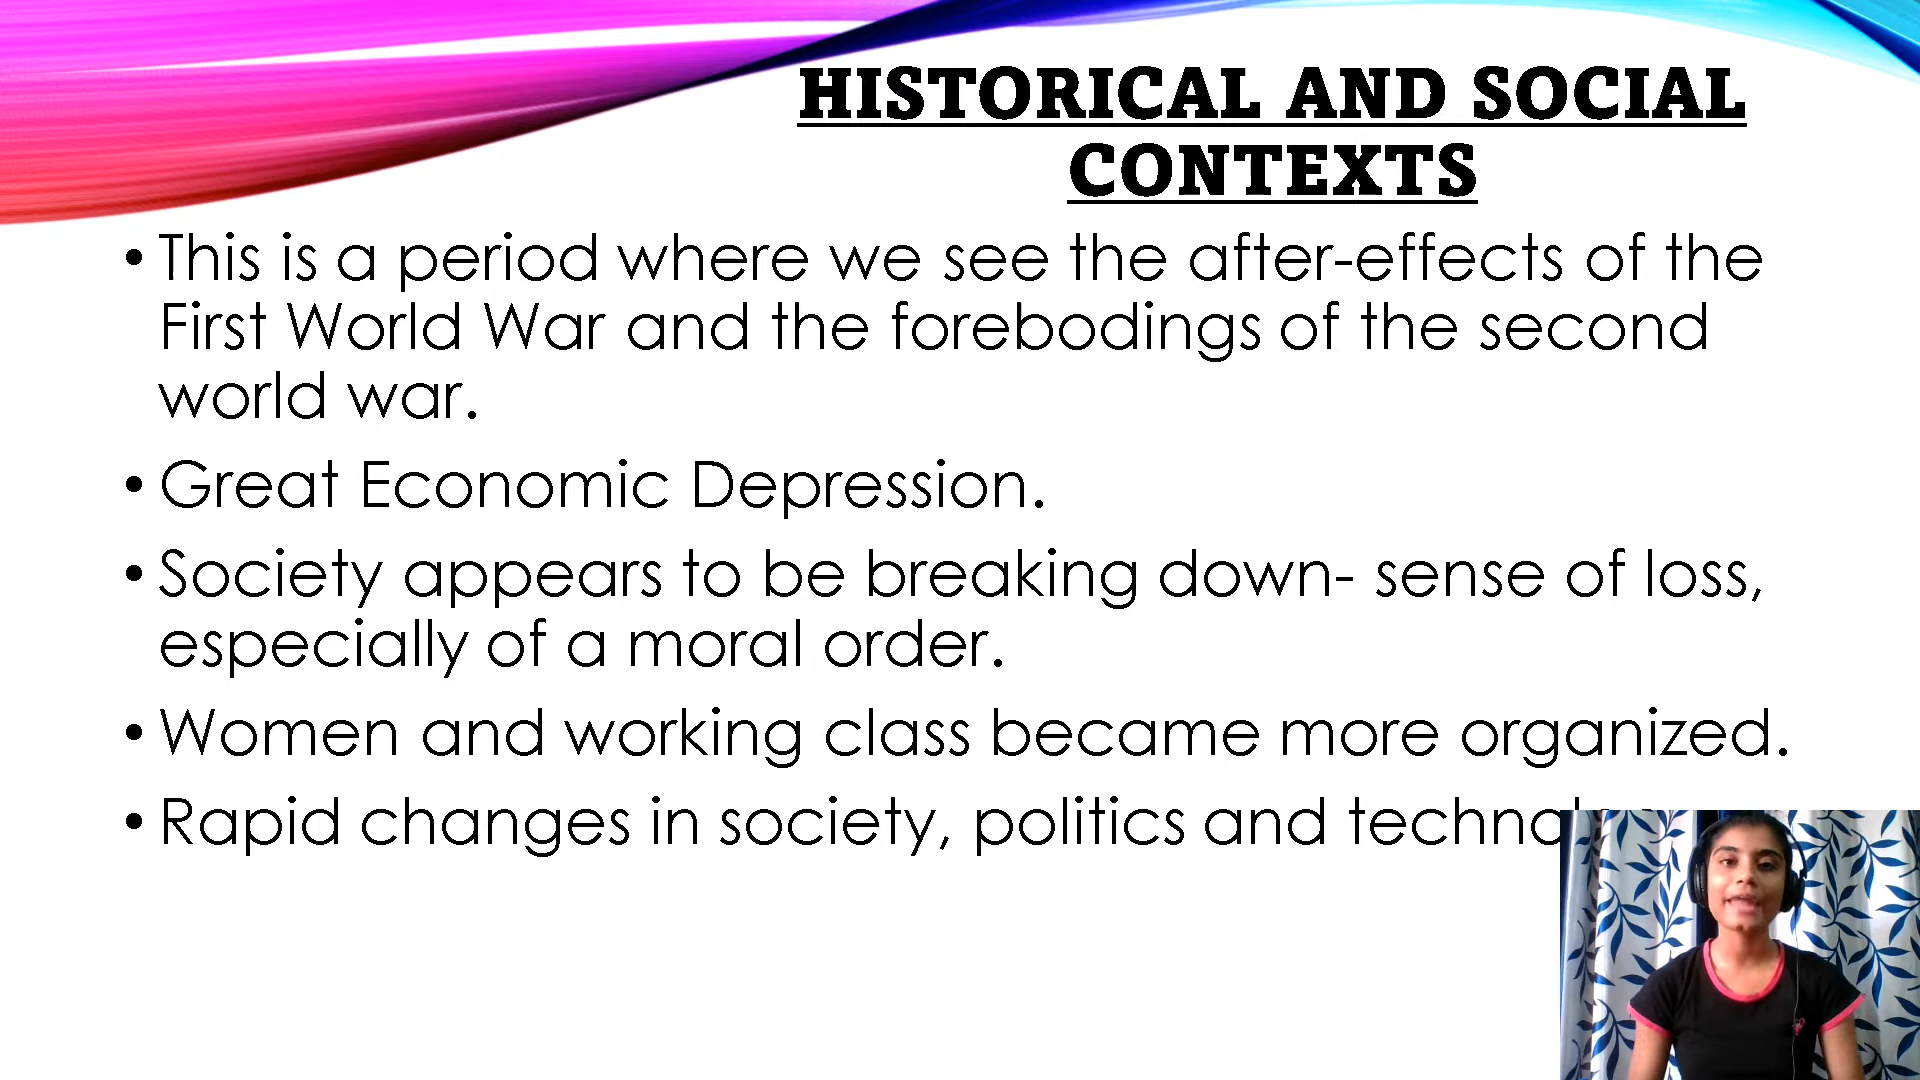 HISTORICAL AND SOCIAL
CONTEXTS
• This is a period where we see the after-effects of the
First World War and the forebodings of the second
world war.
• Great Economic Depression.
• Society appears to be breaking down- sense of loss,
especially of a moral order.
• Women and working class became more organized.
• Rapid changes in society, politics and